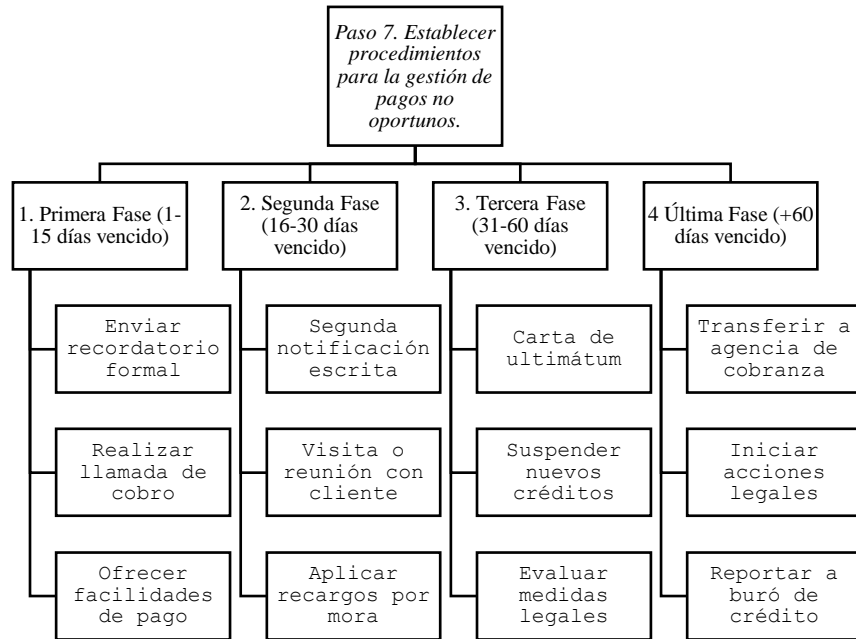 Paso 7. Establecer
procedimientos
para la gestión de
pagos no
oportunos.
1. Primera Fase (1-
15 días vencido)
Enviar
recordatorio
formal
Realizar
llamada de
cobro
Ofrecer
facilidades
de pago
2. Segunda Fase
(16-30 días
vencido)
Segunda
notificación
escrita
Visita o
reunión con
cliente
Aplicar
recargos por
mora
3. Tercera Fase
(31-60 días
vencido)
Carta de
ultimátum
Suspender
nuevos
créditos
Evaluar
medidas
legales
4 Última Fase (+60
días vencido)
Transferir a
agencia de
cobranza
Iniciar
acciones
legales
Reportar a
buró de
crédito